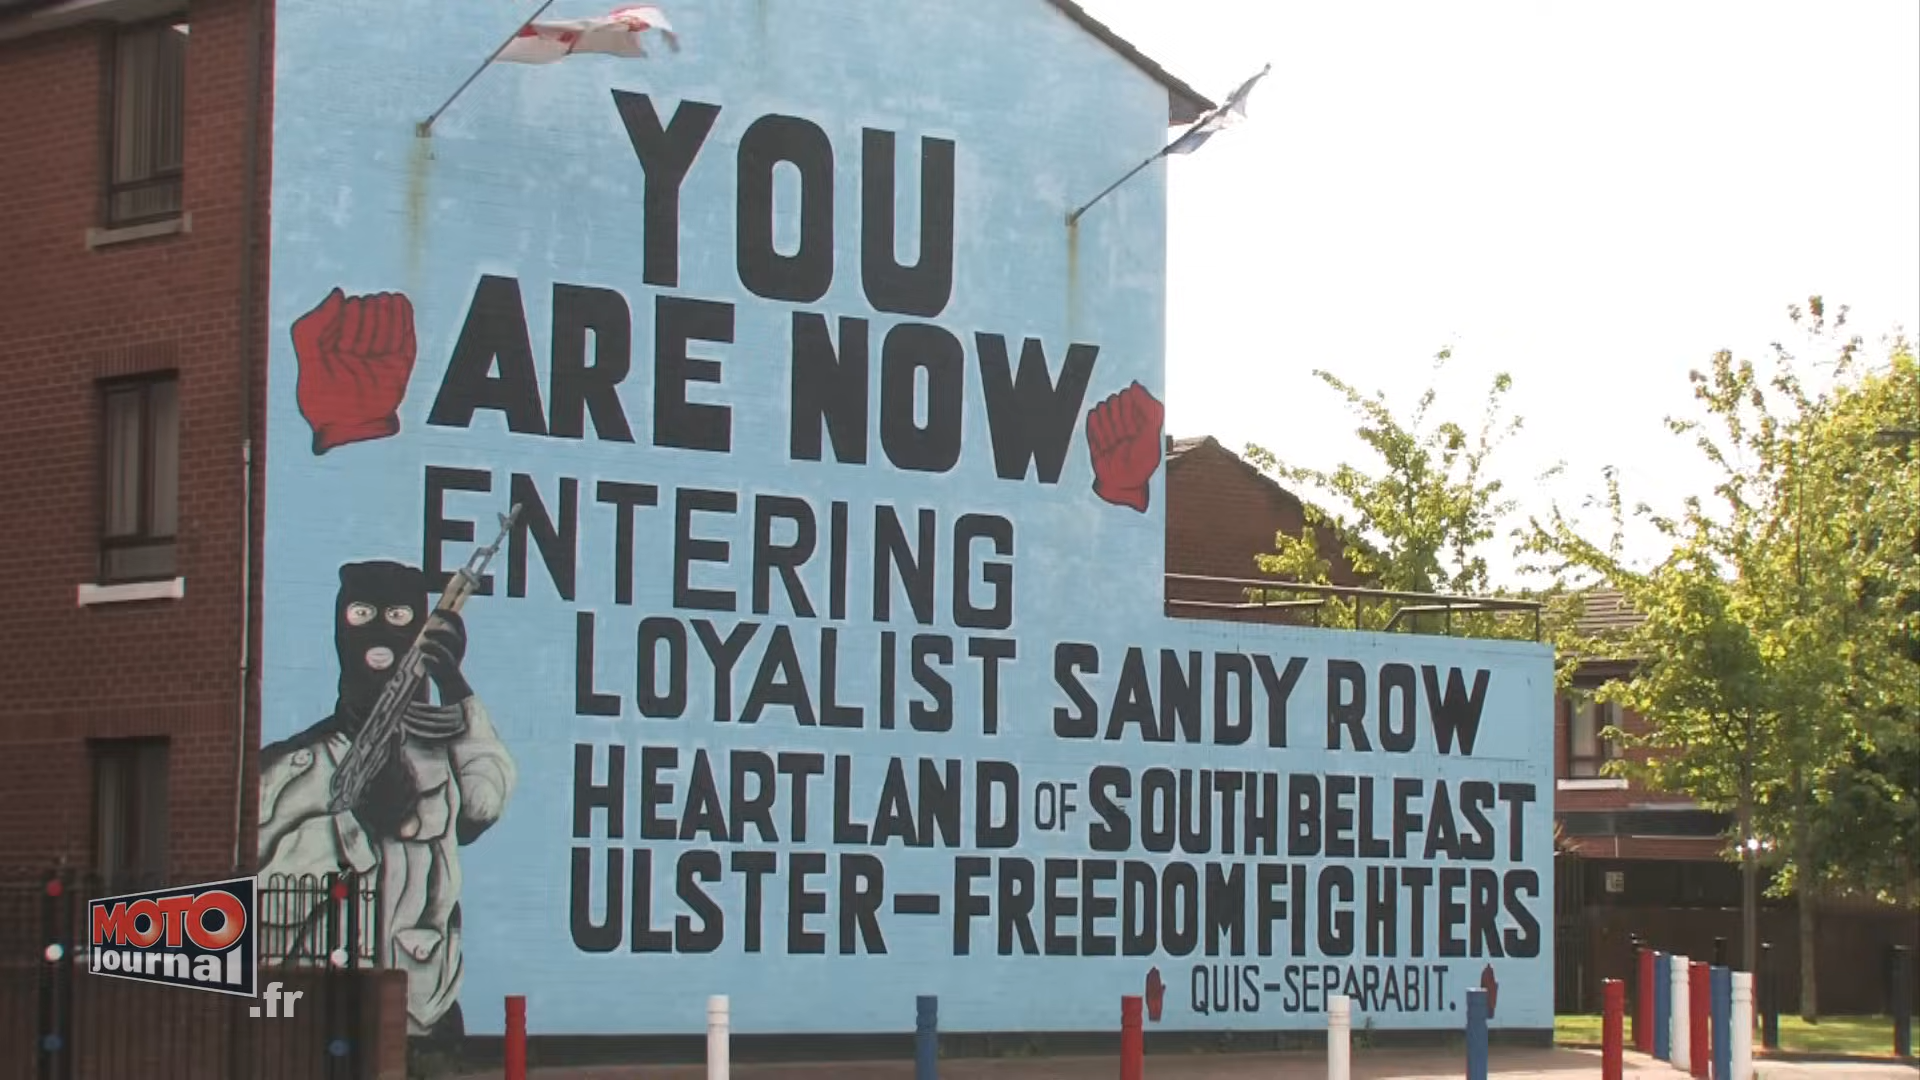 YOU
ARE NOW
ENTERING
LOYALIST SANDY ROW
HEARTLAND OF SOUTH BELFAST
ULSTER-FREEDOM FIGHTERS
QUIS-SEPARABIT.
MOTO
journal
.fr